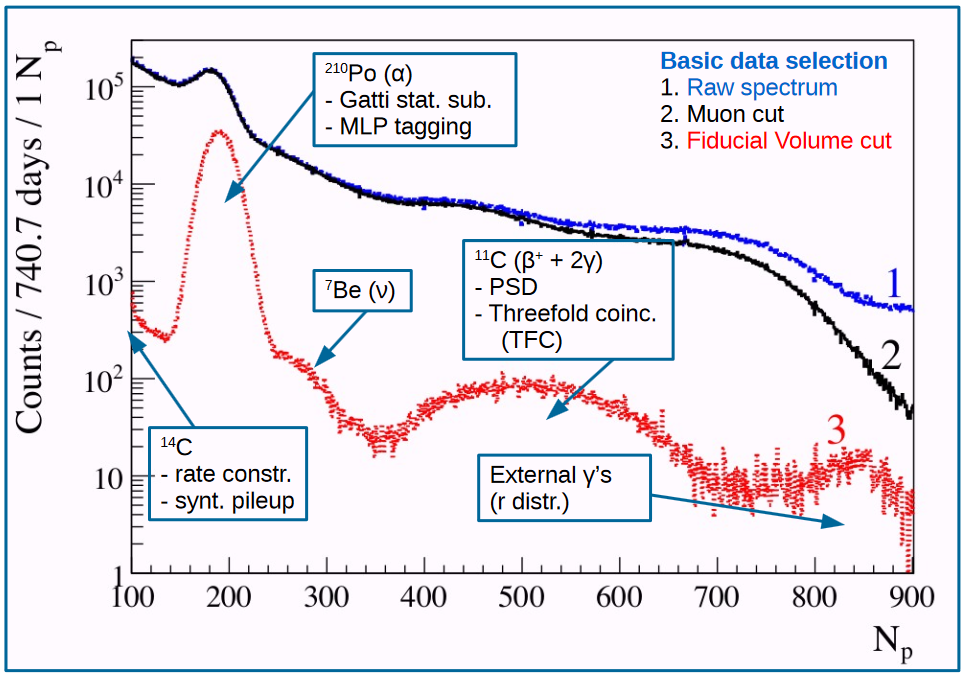 Counts / 740.7 days / 1 Nₚ
10⁵
10⁴
10³
10²
10
1
100
200
300
400
500
600
700
800
900
Nₚ
Basic data selection
1. Raw spectrum
2. Muon cut
3. Fiducial Volume cut
²¹⁰Po (α)
- Gatti stat. sub.
- MLP tagging
⁷Be (ν)
¹¹C (β⁺ + 2γ)
- PSD
- Threefold coinc.
(TFC)
¹⁴C
- rate constr.
- synt. pileup
External γ's
(r distr.)
1
2
3